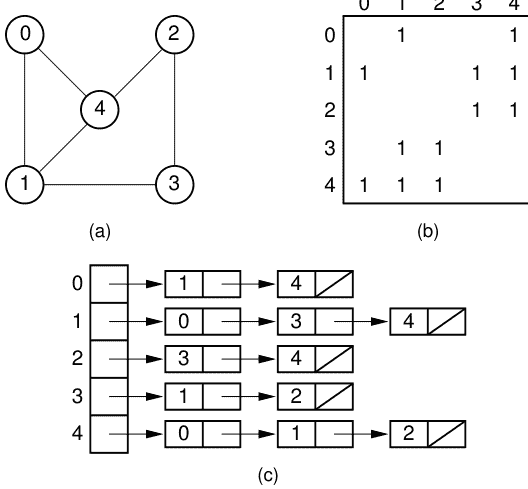 0 2
4
1 3
(a)
0 1 2 3 4
0 1 1
1 1 1 1
2 1 1
3 1 1
4 1 1 1
(b)
0 1 4
1 0 3 4
2 3 4
3 1 2
4 0 1 2
(c)